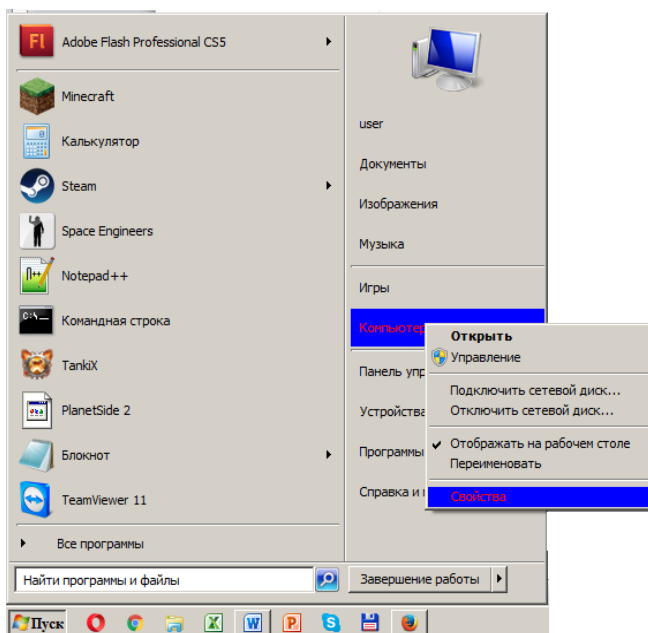 Adobe Flash Professional CS5
Minecraft
Калькулятор
Steam
Space Engineers
Notepad++
Командная строка
TankiX
PlanetSide 2
Блокнот
TeamViewer 11
Все программы
Найти программы и файлы
user
Документы
Изображения
Музыка
Игры
Компьютер
Панель упр
Устройства
Программы
Справка и
Завершение работы
Открыть
Управление
Подключить сетевой диск...
Отключить сетевой диск...
Отображать на рабочем столе
Переименовать
Свойства
Пуск